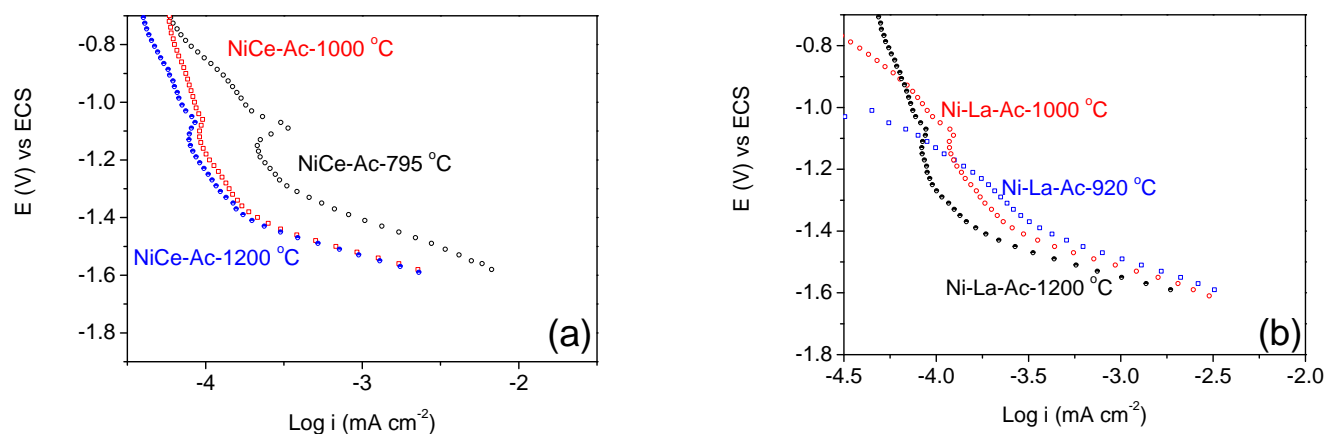 -0.8
-1.0
-1.2
-1.4
-1.6
-1.8
E (V) vs ECS
NiCe-Ac-1000 °C
NiCe-Ac-795 °C
NiCe-Ac-1200 °C
(a)
-4 -3 -2
Log i (mA cm⁻²)
-0.8
-1.0
-1.2
-1.4
-1.6
-1.8
E (V) vs ECS
Ni-La-Ac-1000 °C
Ni-La-Ac-920 °C
Ni-La-Ac-1200 °C
(b)
-4.5 -4.0 -3.5 -3.0 -2.5 -2.0
Log i (mA cm⁻²)